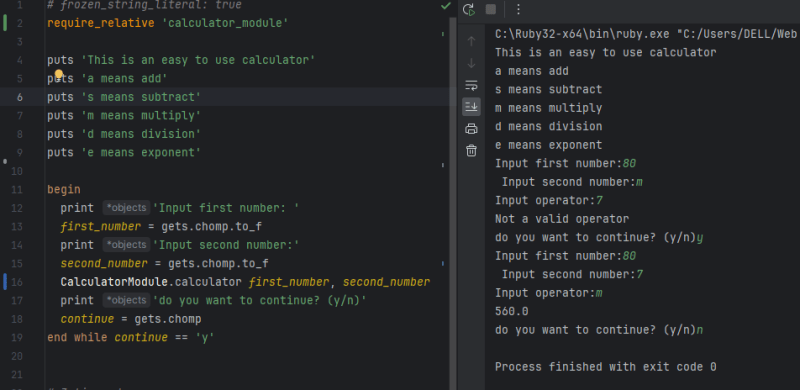 1 # frozen_string_literal: true
2 require_relative 'calculator_module'
3
4 puts 'This is an easy to use calculator'
5 puts 'a means add'
6 puts 's means subtract'
7 puts 'm means multiply'
8 puts 'd means division'
9 puts 'e means exponent'
10
11 begin
12 print *objects 'Input first number: '
13 first_number = gets.chomp.to_f
14 print *objects 'Input second number:'
15 second_number = gets.chomp.to_f
16 CalculatorModule.calculator first_number, second_number
17 print *objects 'do you want to continue? (y/n)'
18 continue = gets.chomp
19 end while continue == 'y'
20
21
C:\Ruby32-x64\bin\ruby.exe "C:/Users/DELL/Web
This is an easy to use calculator
a means add
s means subtract
m means multiply
d means division
e means exponent
Input first number:80
Input second number:m
Input operator:7
Not a valid operator
do you want to continue? (y/n)y
Input first number:80
Input second number:7
Input operator:m
560.0
do you want to continue? (y/n)n
Process finished with exit code 0